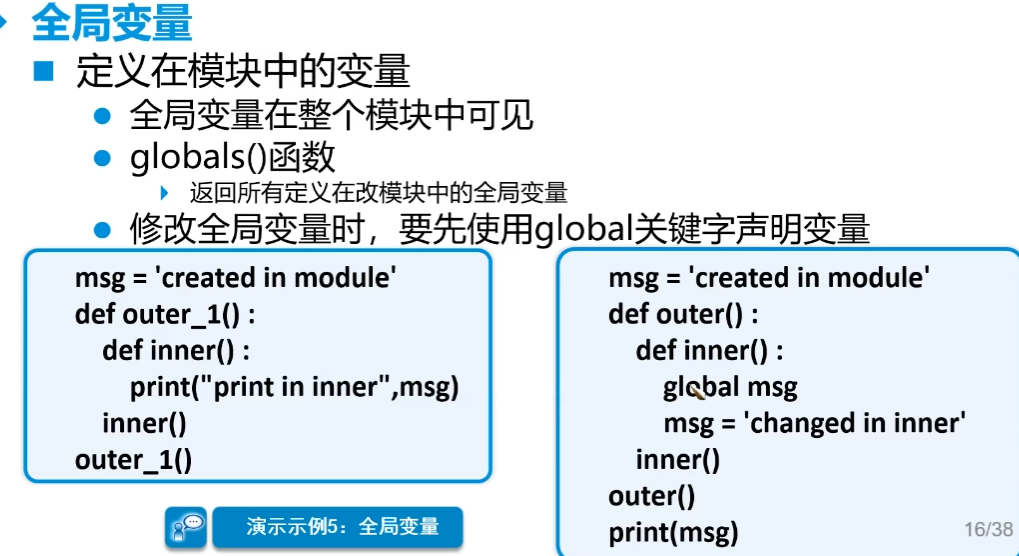 全局变量
定义在模块中的变量
全局变量在整个模块中可见
globals()函数
返回所有定义在改模块中的全局变量
修改全局变量时，要先使用global关键字声明变量
msg = 'created in module'
def outer_1() :
def inner() :
print("print in inner",msg)
inner()
outer_1()
演示示例5：全局变量
msg = 'created in module'
def outer() :
def inner() :
global msg
msg = 'changed in inner'
inner()
outer()
print(msg)
16/38